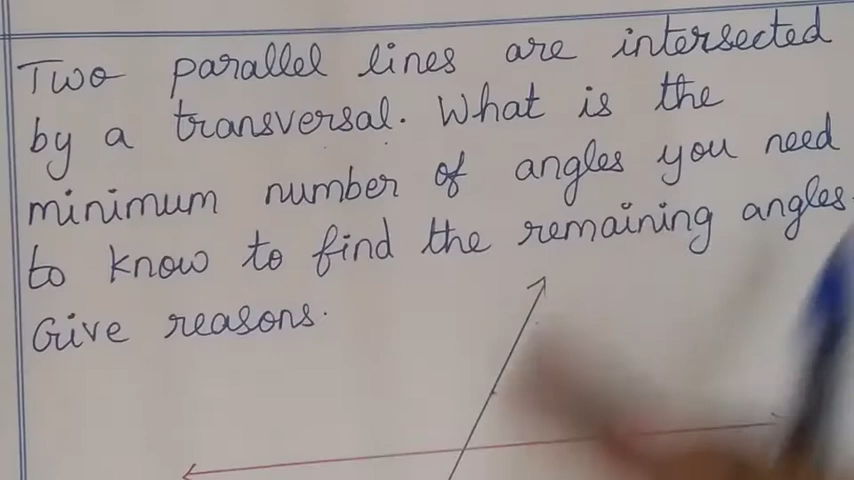 Two parallel lines are intersected
by a transversal. What is the
minimum number of angles you need
to know to find the remaining angles.
Give reasons.